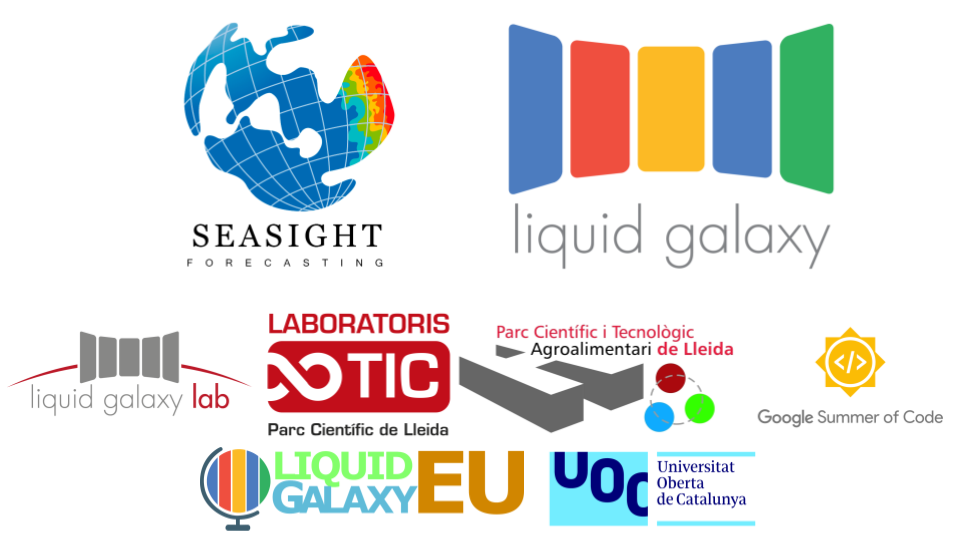 SEASIGHT
FORECASTING
liquid galaxy
liquid galaxy lab
LABORATORIS
TIC
Parc Científic de Lleida
Parc Científic i Tecnològic
Agroalimentari de Lleida
</>
Google Summer of Code
LIQUID
GALAXY
EU
UOC
Universitat
Oberta
de Catalunya